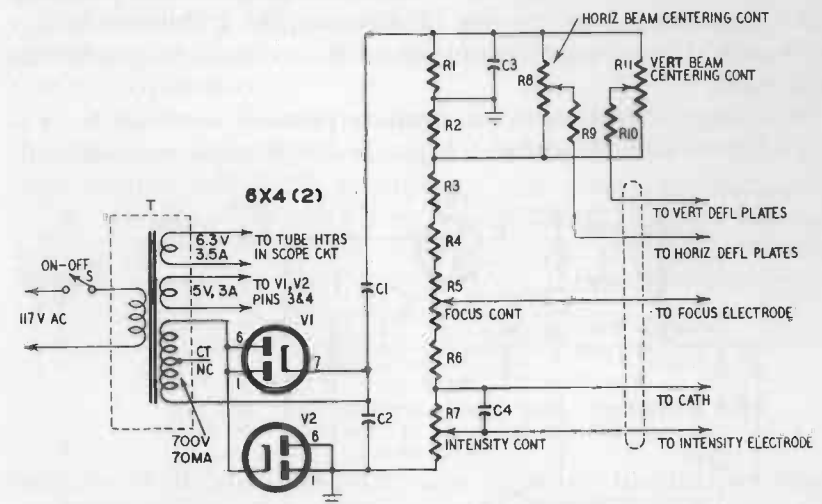 HORIZ BEAM CENTERING CONT
R1
C3
R8
R11
VERT BEAM
CENTERING CONT
R2
R9
R10
6X4 (2)
R3
T
TO VERT DEFL PLATES
6.3 V
3.5A
TO TUBE HTRS
IN SCOPE CKT
R4
TO HORIZ DEFL PLATES
ON-OFF
S
5V, 3A
TO V1, V2
PINS 3&4
C1
R5
FOCUS CONT
TO FOCUS ELECTRODE
117V AC
V1
6
7
1
CT
NC
R6
C2
R7
C4
TO CATH
INTENSITY CONT
TO INTENSITY ELECTRODE
V2
6
700V
70MA